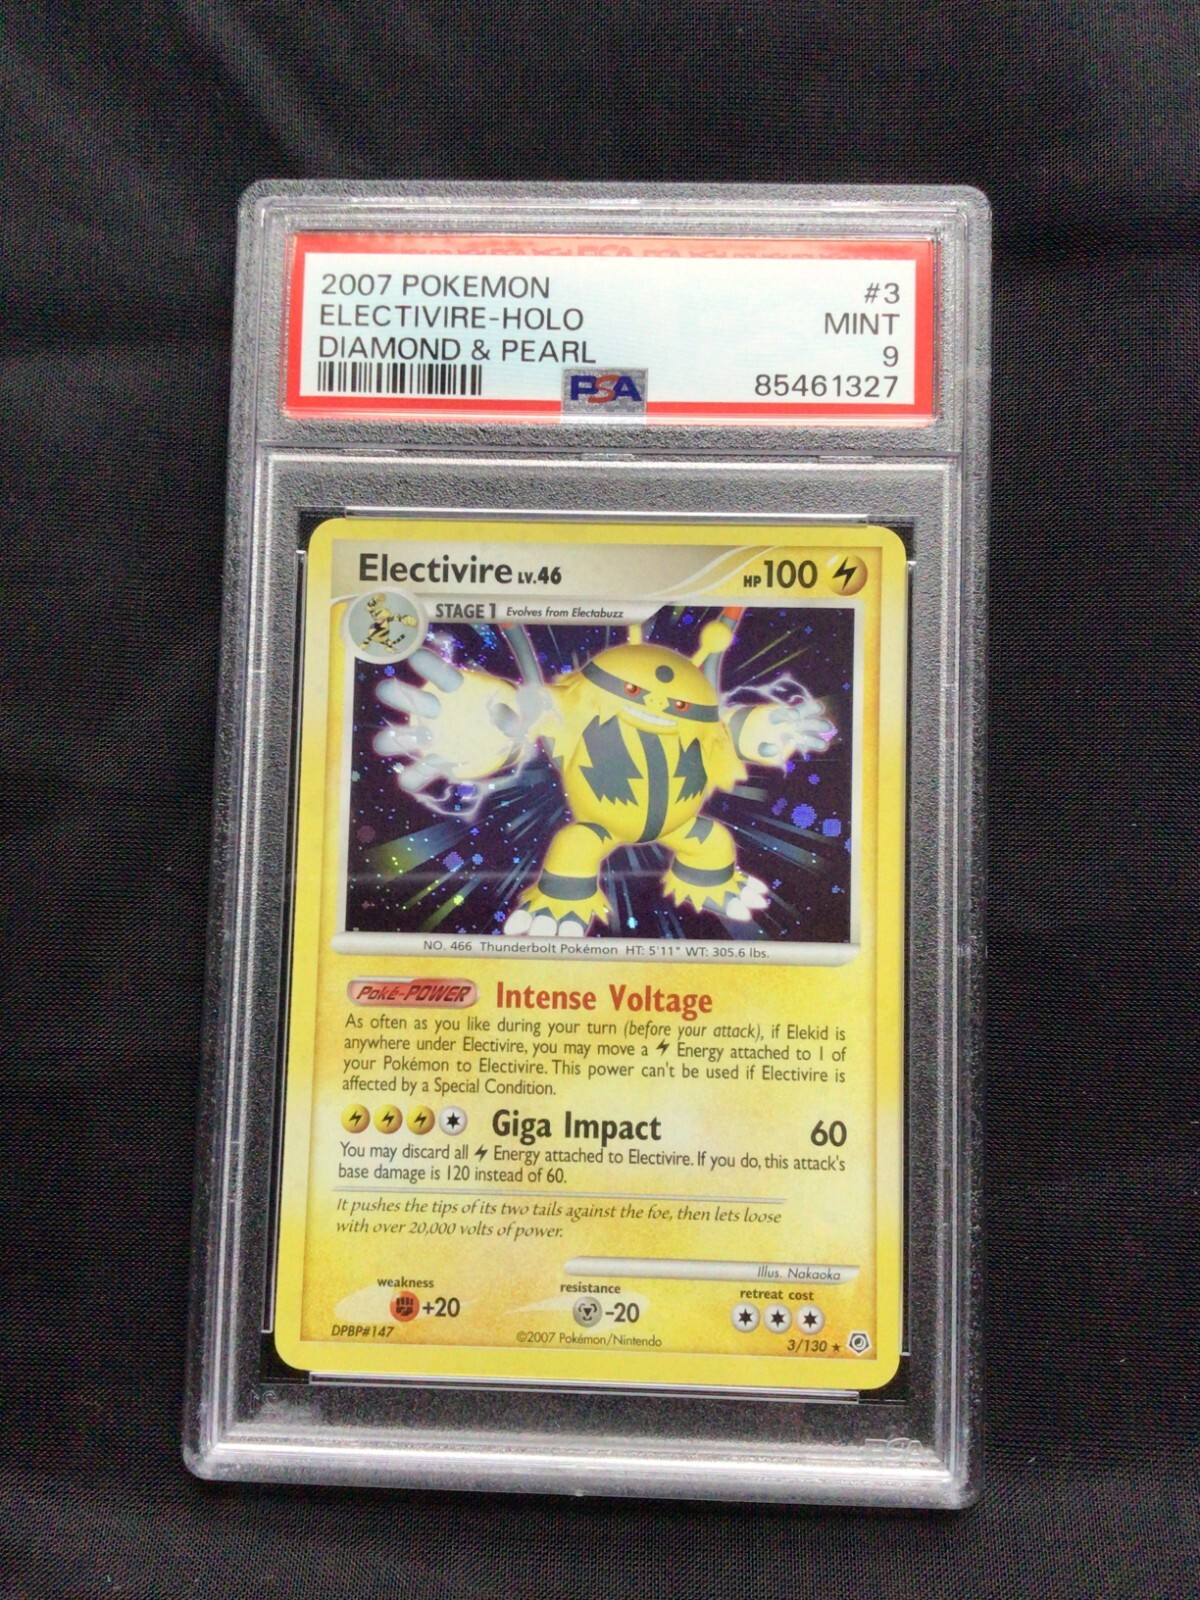 2007 POKEMON #3
ELECTIVIRE-HOLO MINT
DIAMOND & PEARL 9
PSA 85461327
Electivire LV.46 HP 100
STAGE 1 Evolves from Electabuzz
NO. 466 Thunderbolt Pokémon HT: 5'11" WT: 305.6 lbs.
Poké-POWER Intense Voltage
As often as you like during your turn (before your attack), if Elekid is
anywhere under Electivire, you may move a Energy attached to 1 of
your Pokémon to Electivire. This power can't be used if Electivire is
affected by a Special Condition.
Giga Impact 60
You may discard all Energy attached to Electivire. If you do, this attack's
base damage is 120 instead of 60.
It pushes the tips of its two tails against the foe, then lets loose
with over 20,000 volts of power.
Illus. Nakaoka
weakness resistance retreat cost
+20 -20
DPBP#147 ©2007 Pokémon/Nintendo 3/130 ★
PSA